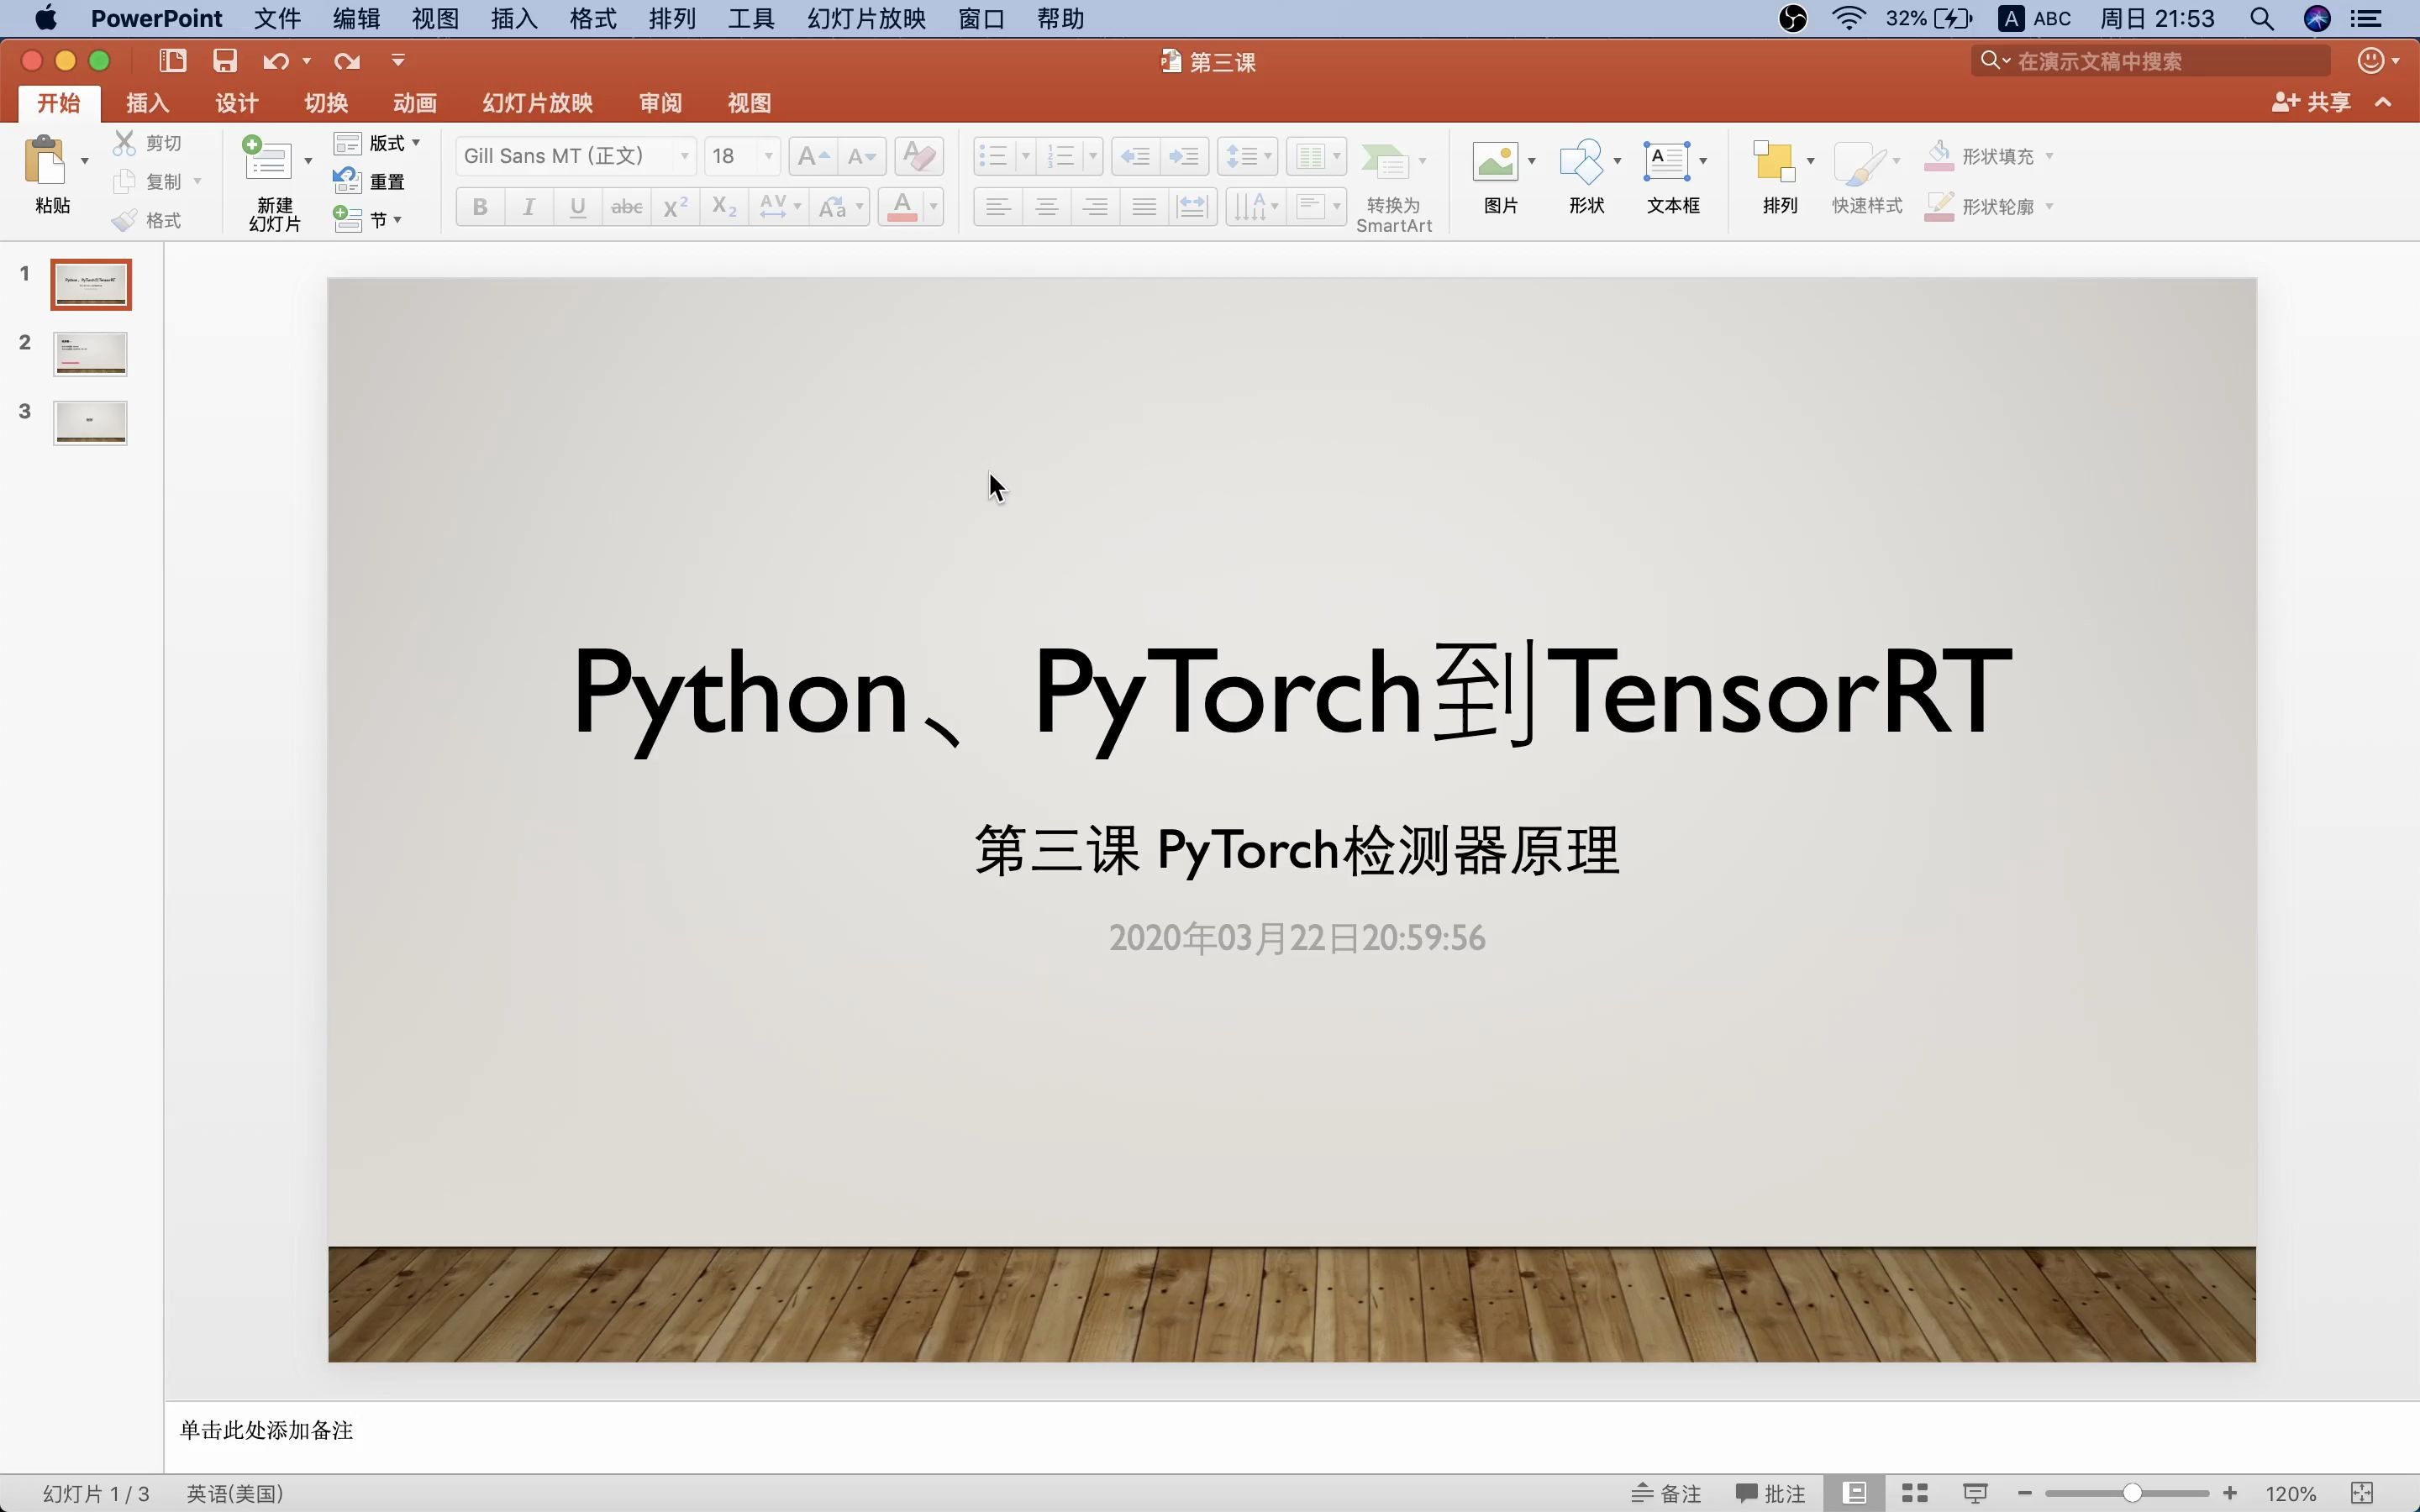 PowerPoint 文件 编辑 视图 插入 格式 排列 工具 幻灯片放映 窗口 帮助 32% A ABC 周日 21:53
第三课 在演示文稿中搜索
开始 插入 设计 切换 动画 幻灯片放映 审阅 视图 共享
粘贴 剪切 复制 格式
新建
幻灯片
版式
重置
节
Gill Sans MT (正文) 18
转换为
SmartArt
图片 形状 文本框 排列 快速样式
形状填充
形状轮廓
1
2
3
Python、PyTorch到TensorRT
第三课 PyTorch检测器原理
2020年03月22日20:59:56
单击此处添加备注
幻灯片 1 / 3 英语(美国) 备注 批注 120%